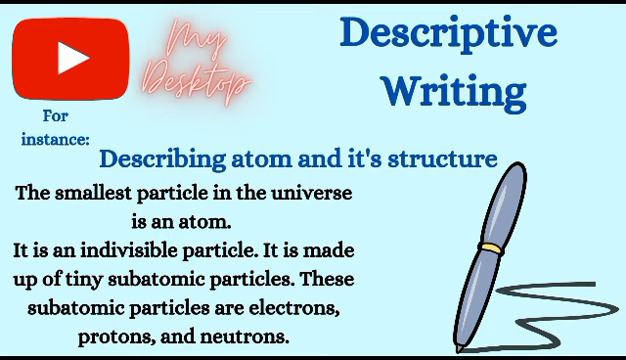 My
Desktop
Descriptive
Writing
For
instance:
Describing atom and it's structure
The smallest particle in the universe
is an atom.
It is an indivisible particle. It is made
up of tiny subatomic particles. These
subatomic particles are electrons,
protons, and neutrons.